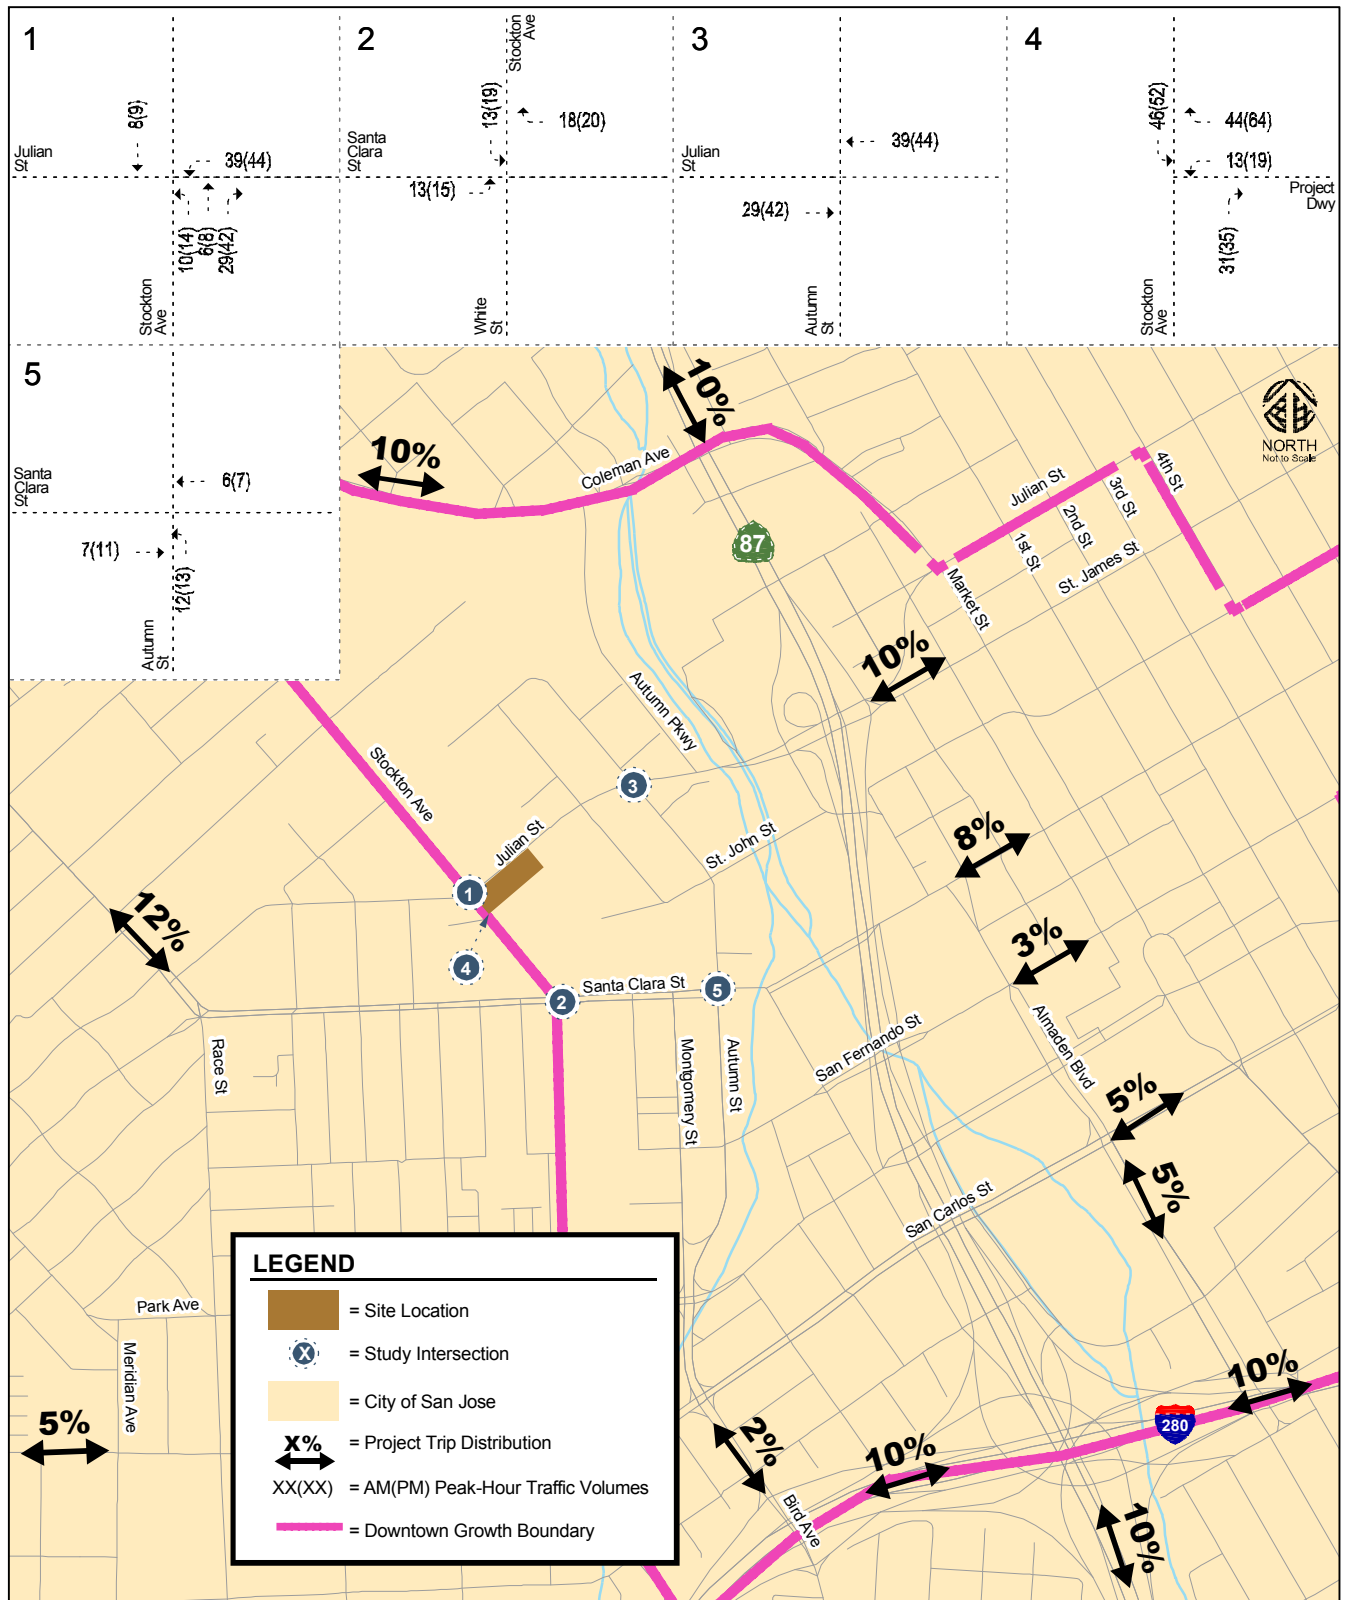 1
8(9)
Julian
St
39(44)
10(14)
6(8)
29(42)
Stockton
Ave
2
Stockton
Ave
13(19)
18(20)
Santa
Clara
St
13(15)
White
St
3
39(44)
Julian
St
29(42)
Autumn
St
4
46(52)
44(64)
13(19)
Project
Dwy
31(35)
Stockton
Ave
5
Santa
Clara
St
6(7)
7(11)
12(13)
Autumn
St
10%
10%
NORTH
Not to Scale
Coleman Ave
87
Julian St
4th St
3rd St
2nd St
1st St
St. James St
Market St
10%
Autumn Pkwy
Stockton Ave
3
Julian St
St. John St
8%
1
12%
3%
4
2
Santa Clara St
5
Almaden Blvd
San Fernando St
Race St
Montgomery St
Autumn St
5%
5%
San Carlos St
Park Ave
Meridian Ave
5%
10%
280
2%
10%
Bird Ave
10%
LEGEND
= Site Location
X = Study Intersection
= City of San Jose
X% = Project Trip Distribution
XX(XX) = AM(PM) Peak-Hour Traffic Volumes
= Downtown Growth Boundary